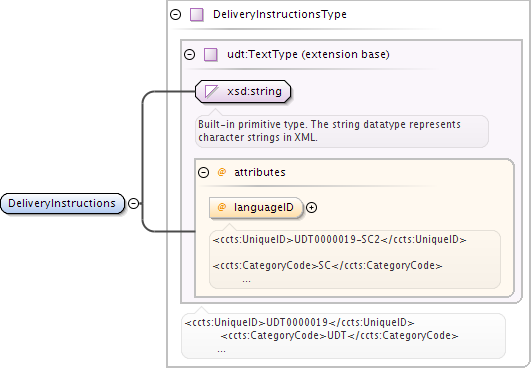 DeliveryInstructionsType
udt:TextType (extension base)
xsd:string
Built-in primitive type. The string datatype represents
character strings in XML.
@ attributes
DeliveryInstructions
@ languageID
<ccts:UniqueID>UDT0000019-SC2</ccts:UniqueID>
<ccts:CategoryCode>SC</ccts:CategoryCode>
...
<ccts:UniqueID>UDT0000019</ccts:UniqueID>
<ccts:CategoryCode>UDT</ccts:CategoryCode>
...